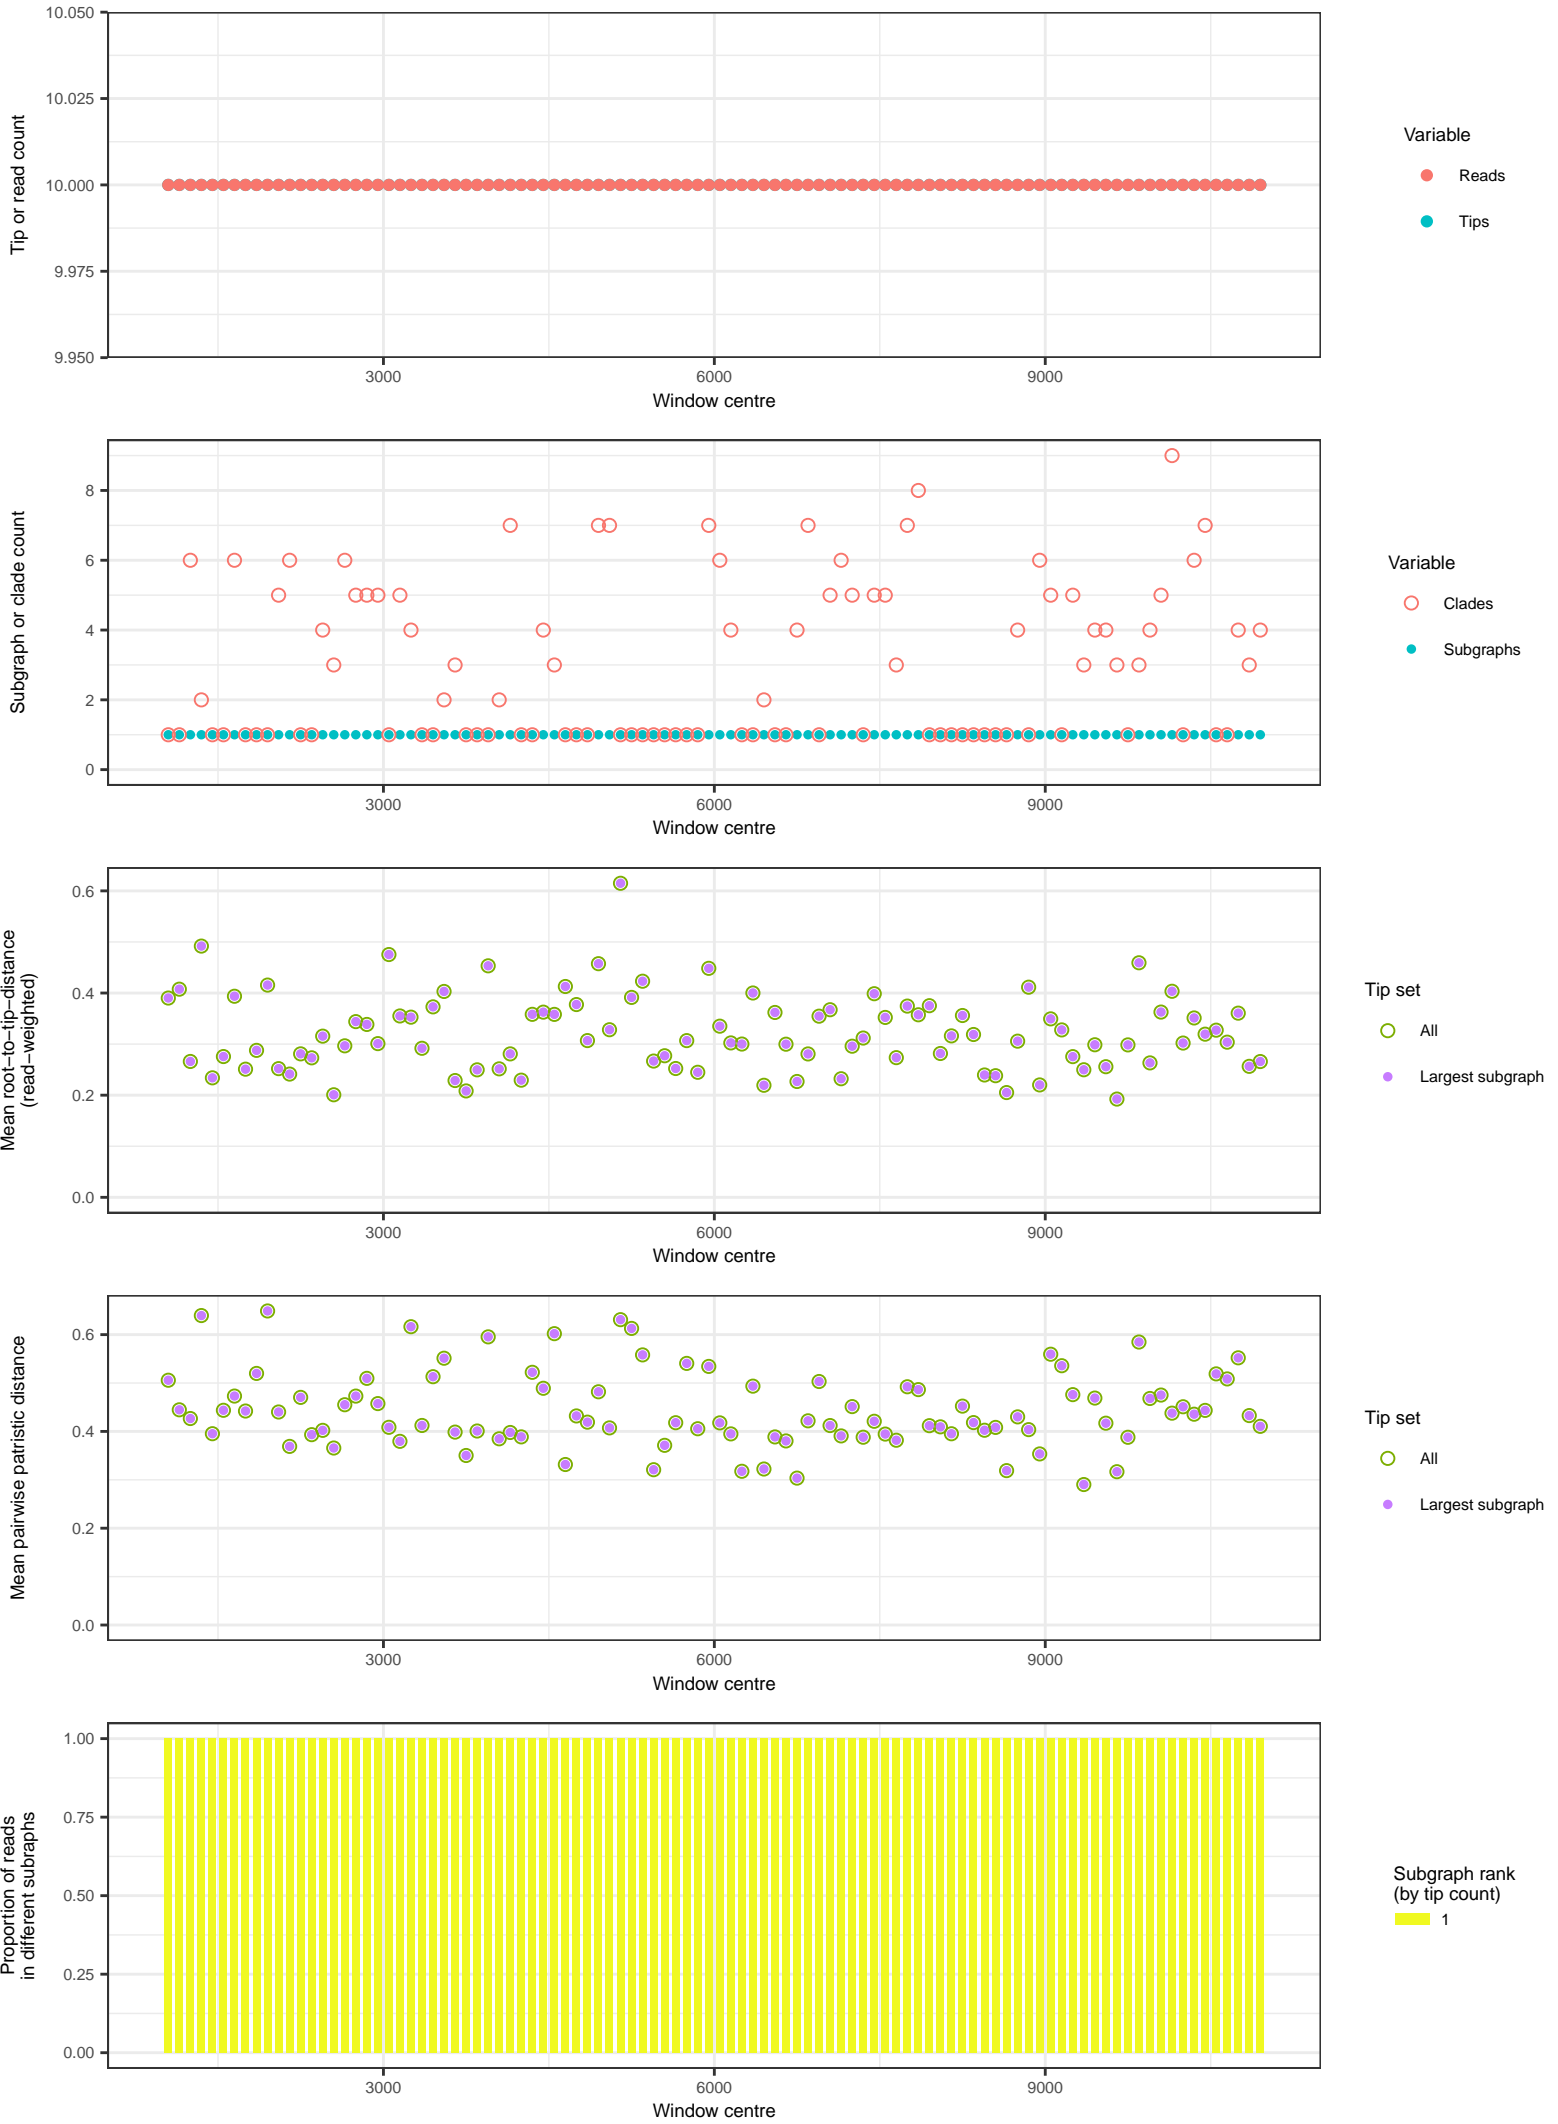 10.050
10.025
10.000
9.975
9.950
Tip or read count
3000
6000
9000
Window centre
Variable
Reads
Tips
8
6
4
2
0
Subgraph or clade count
3000
6000
9000
Window centre
Variable
Clades
Subgraphs
0.6
0.4
0.2
0.0
Mean root−to−tip−distance
(read−weighted)
3000
6000
9000
Window centre
Tip set
All
Largest subgraph
0.6
0.4
0.2
0.0
Mean pairwise patristic distance
3000
6000
9000
Window centre
Tip set
All
Largest subgraph
1.00
0.75
0.50
0.25
0.00
Proportion of reads
in different subraphs
3000
6000
9000
Window centre
Subgraph rank
(by tip count)
1